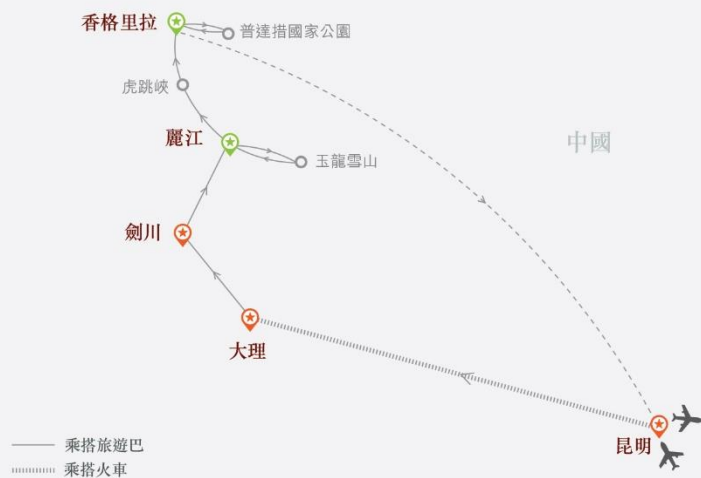 香格里拉
普達措國家公園
虎跳峽
麗江
中國
玉龍雪山
劍川
大理
昆明
乘搭旅遊巴
乘搭火車